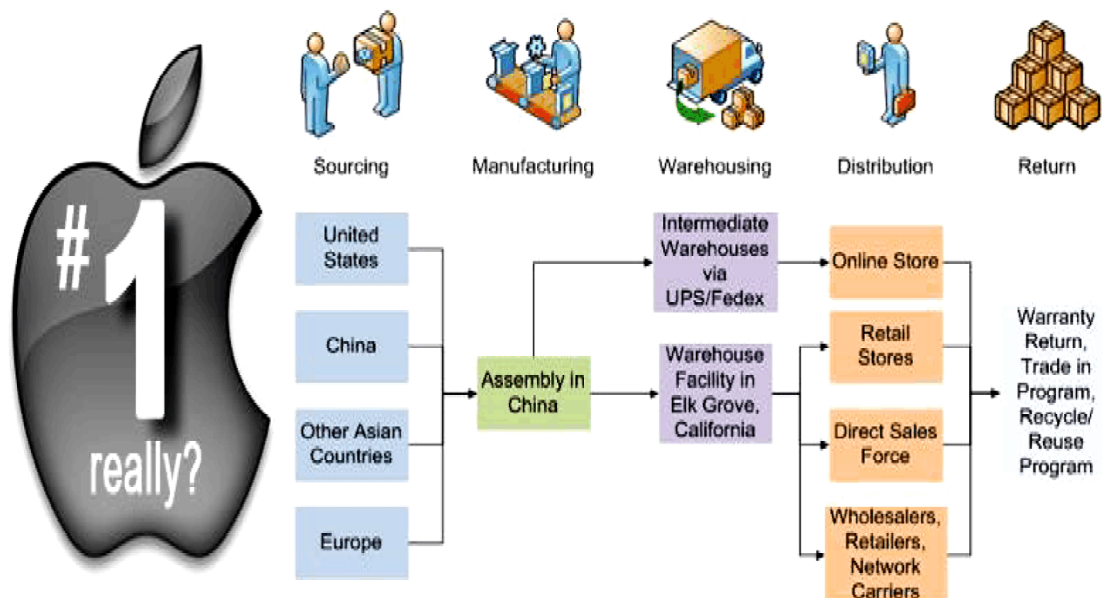 #1
really?
Sourcing
Manufacturing
Warehousing
Distribution
Return
United
States
China
Other Asian
Countries
Europe
Assembly in
China
Intermediate
Warehouses
via
UPS/Fedex
Warehouse
Facility in
Elk Grove,
California
Online Store
Retail
Stores
Direct Sales
Force
Wholesalers,
Retailers,
Network
Carriers
Warranty
Return,
Trade in
Program,
Recycle/
Reuse
Program